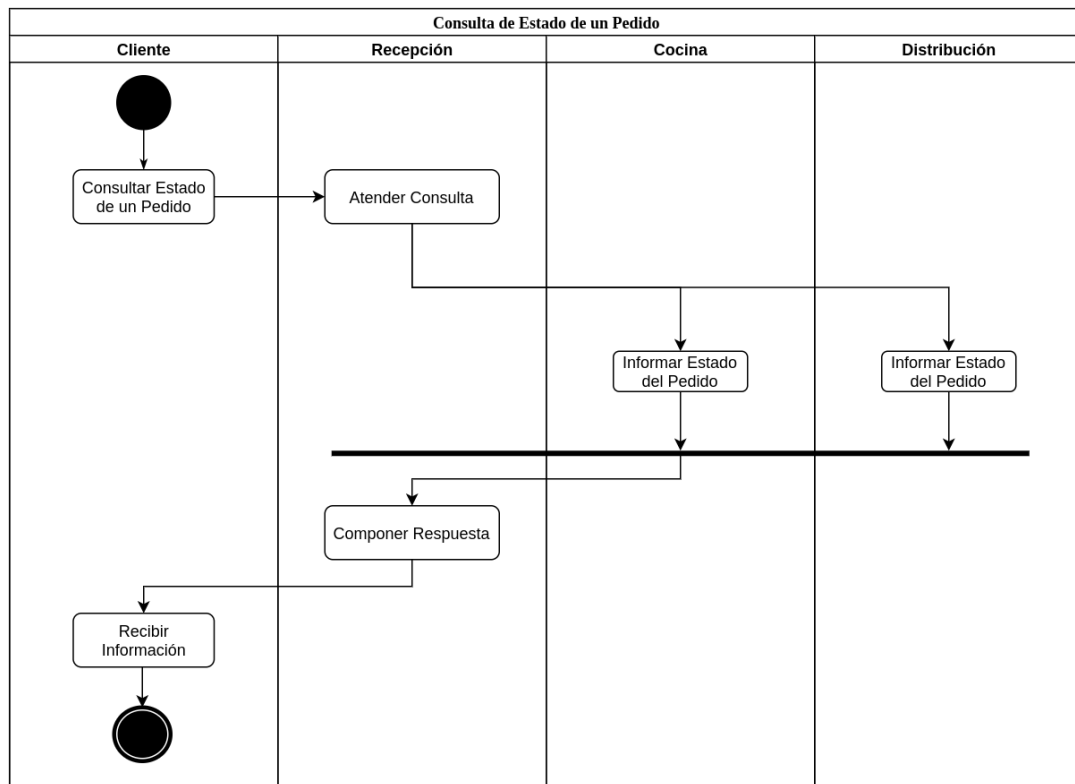 Consulta de Estado de un Pedido
Cliente
Recepción
Cocina
Distribución
Consultar Estado
de un Pedido
Atender Consulta
Informar Estado
del Pedido
Informar Estado
del Pedido
Componer Respuesta
Recibir
Información